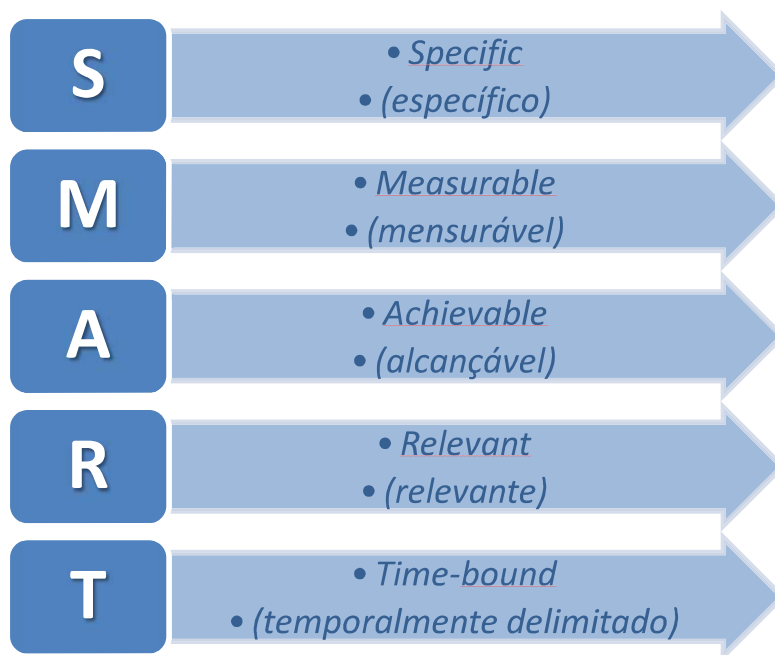 S
• Specific
• (específico)
M
• Measurable
• (mensurável)
A
• Achievable
• (alcançável)
R
• Relevant
• (relevante)
T
• Time-bound
• (temporalmente delimitado)